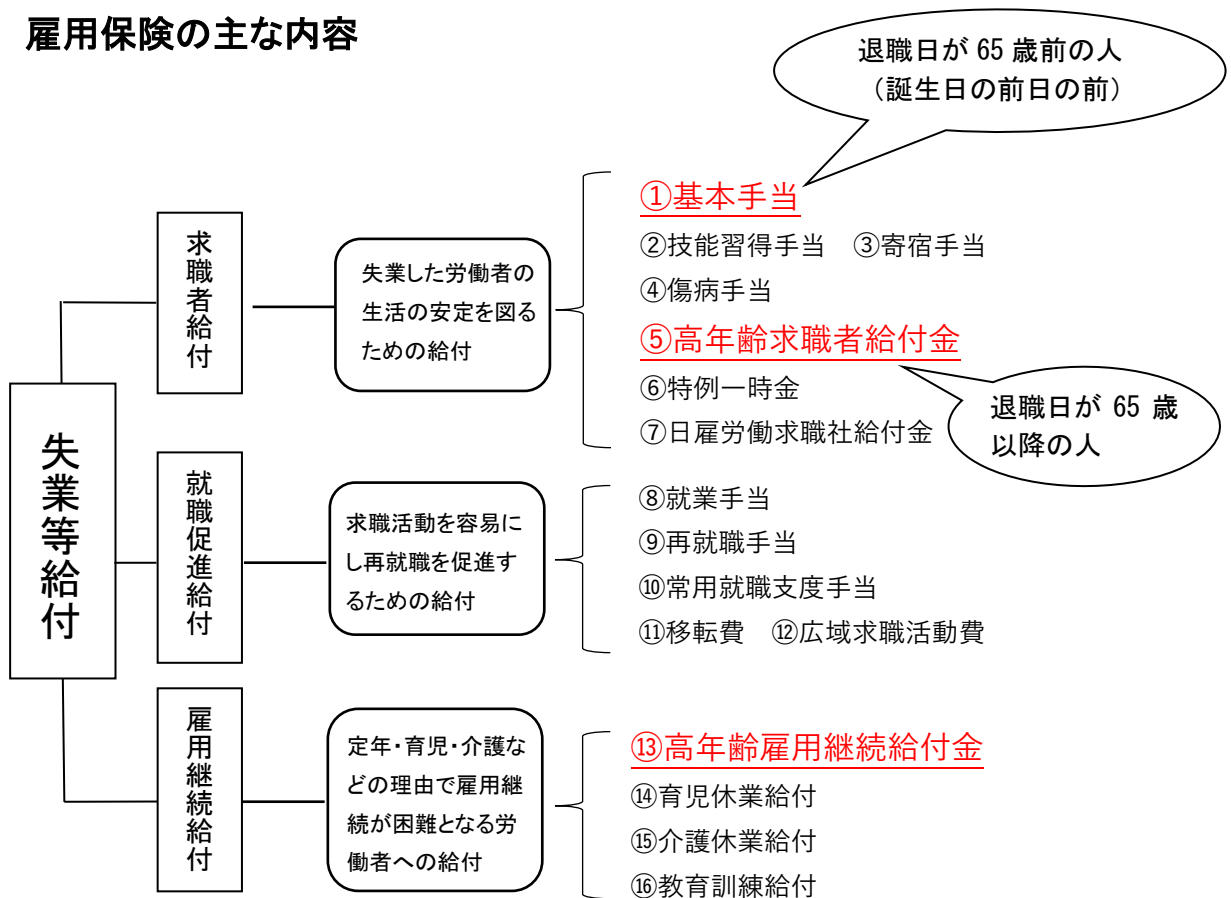 雇用保険の主な内容
退職日が 65 歳前の人
（誕生日の前日の前）
失業等給付
求職者給付
失業した労働者の
生活の安定を図る
ための給付
①基本手当
②技能習得手当　③寄宿手当
④傷病手当
⑤高年齢求職者給付金
⑥特例一時金
⑦日雇労働求職社給付金
退職日が 65 歳
以降の人
就職促進給付
求職活動を容易に
し再就職を促進す
るための給付
⑧就業手当
⑨再就職手当
⑩常用就職支度手当
⑪移転費　⑫広域求職活動費
雇用継続給付
定年・育児・介護な
どの理由で雇用継
続が困難となる労
働者への給付
⑬高年齢雇用継続給付金
⑭育児休業給付
⑮介護休業給付
⑯教育訓練給付